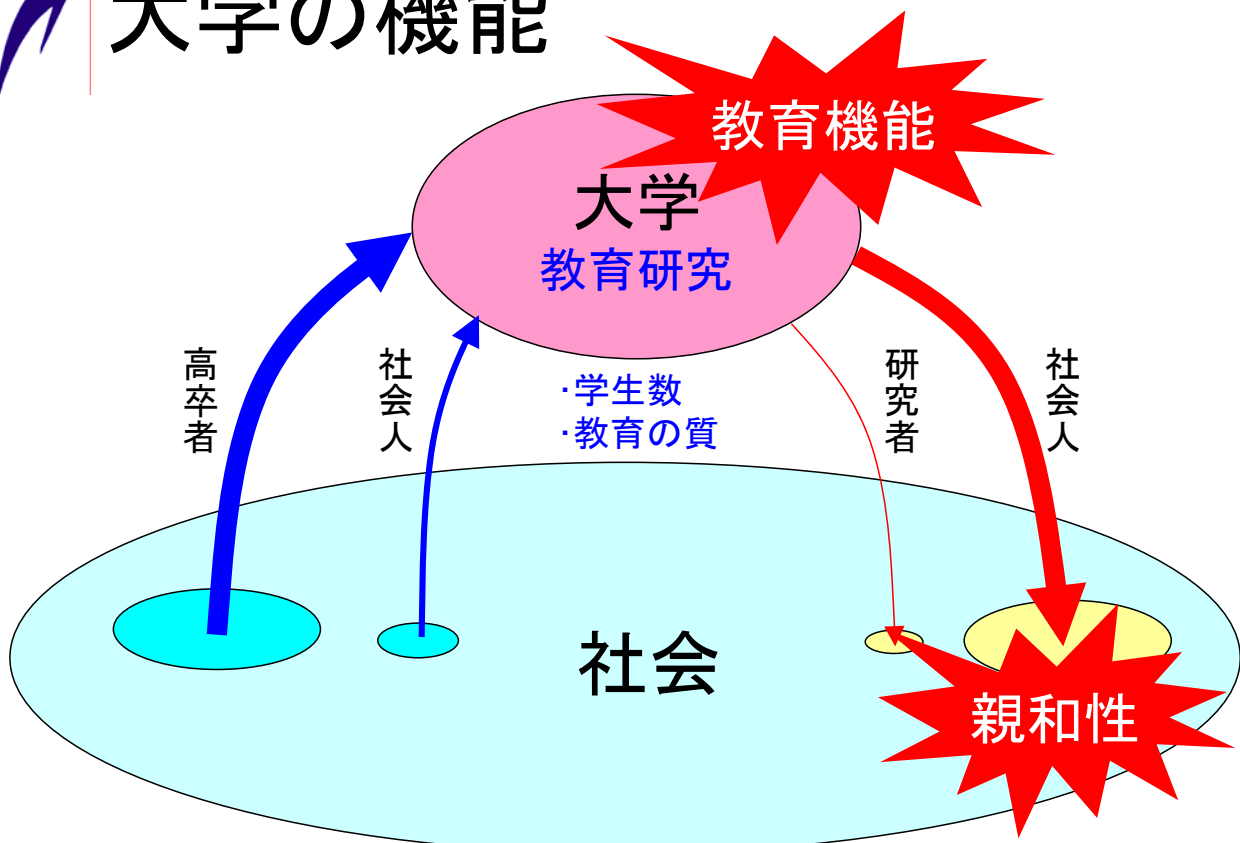 大学の機能
教育機能
大学
教育研究
高卒者
社会人
・学生数
・教育の質
研究者
社会人
社会
親和性